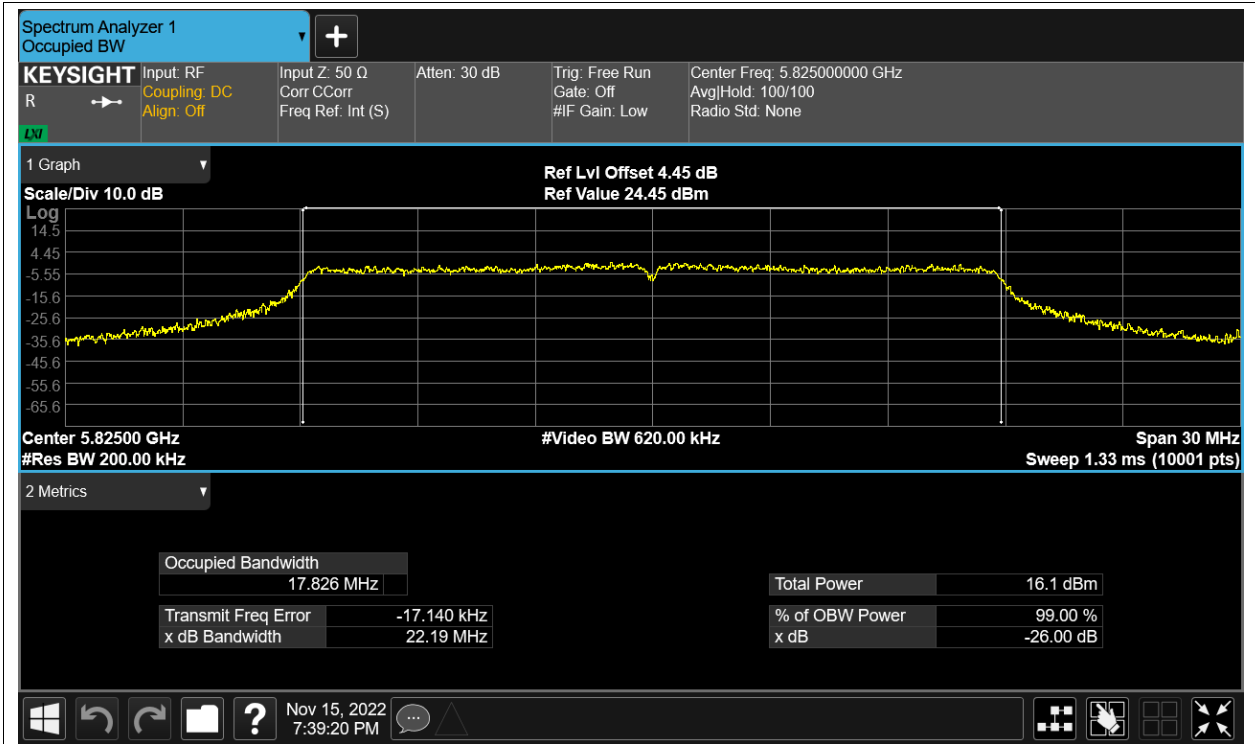 Spectrum Analyzer 1
Occupied BW
KEYSIGHT
R
LXI
Input: RF
Coupling: DC
Align: Off
Input Z: 50 Ω
Corr CCorr
Freq Ref: Int (S)
Atten: 30 dB
Trig: Free Run
Gate: Off
#IF Gain: Low
Center Freq: 5.825000000 GHz
Avg|Hold: 100/100
Radio Std: None
1 Graph
Scale/Div 10.0 dB
Ref Lvl Offset 4.45 dB
Ref Value 24.45 dBm
Log
14.5
4.45
-5.55
-15.6
-25.6
-35.6
-45.6
-55.6
-65.6
Center 5.82500 GHz
#Video BW 620.00 kHz
Span 30 MHz
#Res BW 200.00 kHz
Sweep 1.33 ms (10001 pts)
2 Metrics
Occupied Bandwidth
17.826 MHz
Total Power 16.1 dBm
Transmit Freq Error -17.140 kHz
% of OBW Power 99.00 %
x dB Bandwidth 22.19 MHz
x dB -26.00 dB
?
Nov 15, 2022
7:39:20 PM